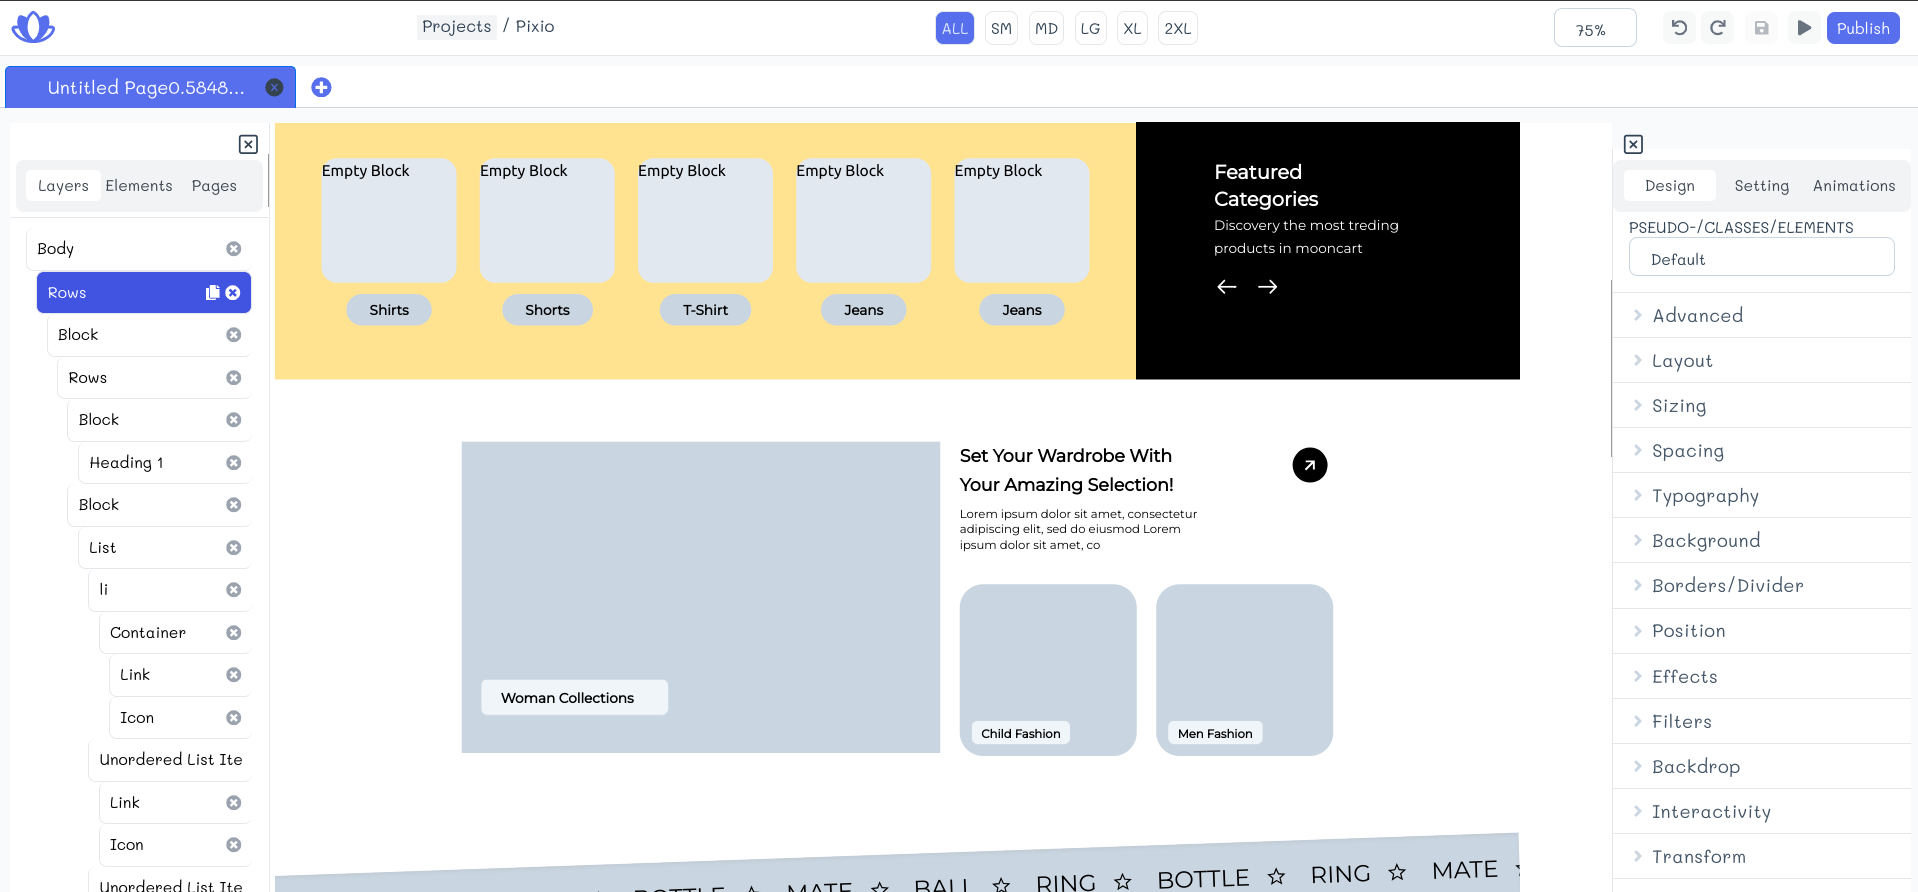 Projects / Pixio
ALL SM MD LG XL 2XL
75%
Publish
Untitled Page0.5848...
Layers Elements Pages
Body
Rows
Block
Rows
Block
Heading 1
Block
List
li
Container
Link
Icon
Unordered List Ite
Link
Icon
Unordered List Ite
Empty Block Empty Block Empty Block Empty Block Empty Block
Shirts Shorts T-Shirt Jeans Jeans
Featured
Categories
Discovery the most treding
products in mooncart
Woman Collections
Set Your Wardrobe With
Your Amazing Selection!
Lorem ipsum dolor sit amet, consectetur
adipiscing elit, sed do eiusmod Lorem
ipsum dolor sit amet, co
Child Fashion Men Fashion
BOTTLE MATE BALL RING BOTTLE RING MATE
Design Setting Animations
PSEUDO-/CLASSES/ELEMENTS
Default
Advanced
Layout
Sizing
Spacing
Typography
Background
Borders/Divider
Position
Effects
Filters
Backdrop
Interactivity
Transform